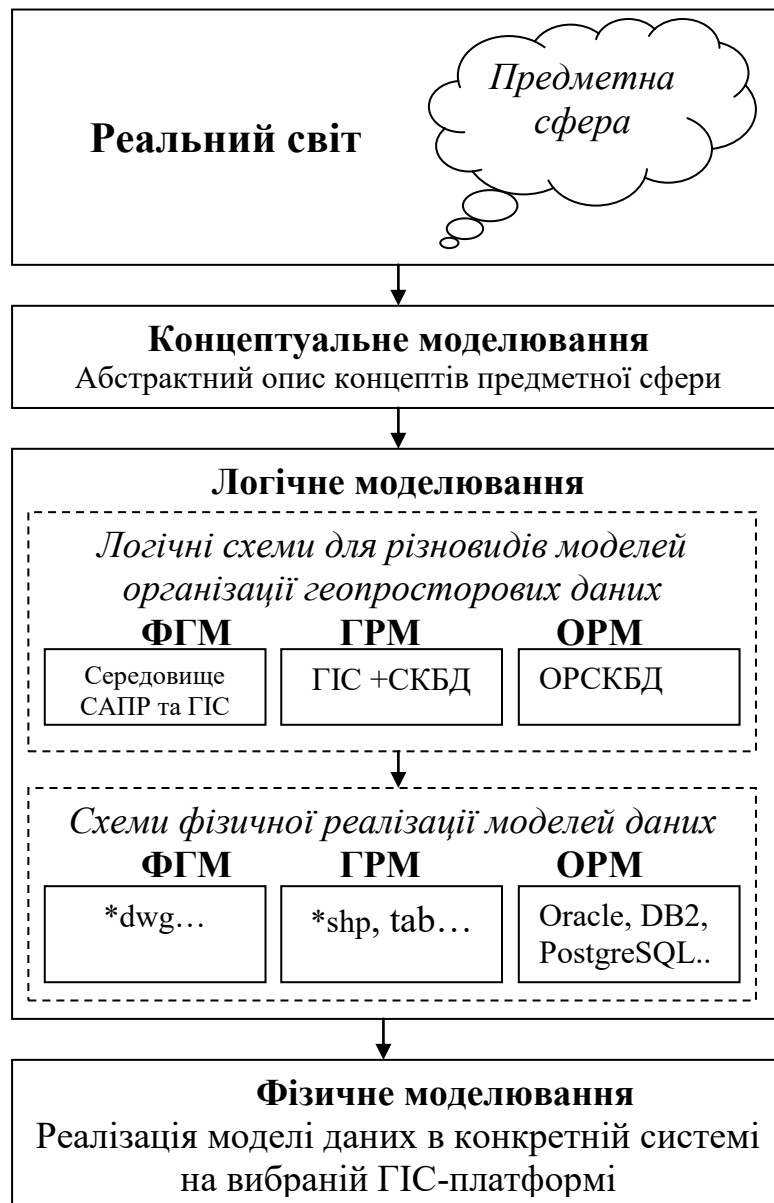 Предметна
сфера
Реальний світ
Концептуальне моделювання
Абстрактний опис концептів предметної сфери
Логічне моделювання
Логічні схеми для різновидів моделей
організації геопросторових даних
ФГМ ГРМ ОРМ
Середовище
САПР та ГІС
ГІС +СКБД
ОРСКБД
Схеми фізичної реалізації моделей даних
ФГМ ГРМ ОРМ
*dwg…
*shp, tab…
Oracle, DB2,
PostgreSQL..
Фізичне моделювання
Реалізація моделі даних в конкретній системі
на вибраній ГІС-платформі